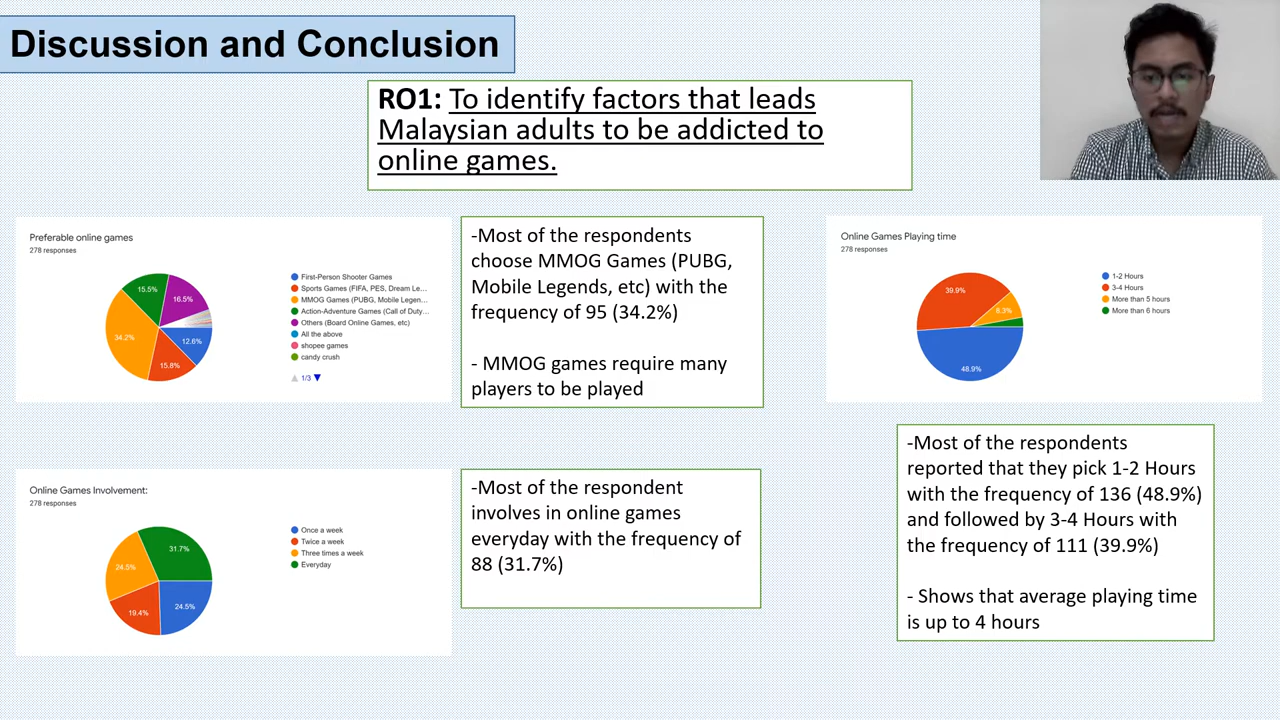 Discussion and Conclusion
RO1: To identify factors that leads
Malaysian adults to be addicted to
online games.
Preferable online games
278 responses
15.5%
16.5%
34.2%
12.6%
15.8%
First-Person Shooter Games
Sports Games (FIFA, PES, Dream Le...
MMOG Games (PUBG, Mobile Legen...
Action-Adventure Games (Call of Duty...
Others (Board Online Games, etc)
All the above
shopee games
candy crush
1/3
-Most of the respondents
choose MMOG Games (PUBG,
Mobile Legends, etc) with the
frequency of 95 (34.2%)
- MMOG games require many
players to be played
Online Games Playing time
278 responses
39.9%
8.3%
48.9%
1-2 Hours
3-4 Hours
More than 5 hours
More than 6 hours
Online Games Involvement:
278 responses
31.7%
24.5%
19.4%
24.5%
Once a week
Twice a week
Three times a week
Everyday
-Most of the respondent
involves in online games
everyday with the frequency of
88 (31.7%)
-Most of the respondents
reported that they pick 1-2 Hours
with the frequency of 136 (48.9%)
and followed by 3-4 Hours with
the frequency of 111 (39.9%)
- Shows that average playing time
is up to 4 hours